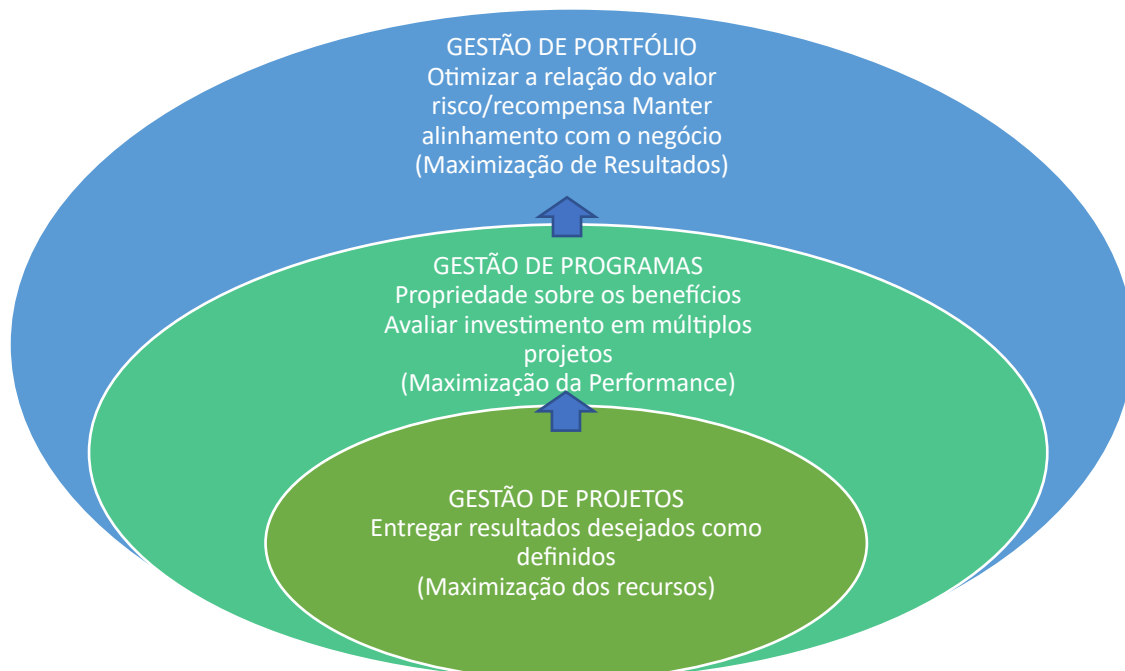 GESTÃO DE PORTFÓLIO
Otimizar a relação do valor
risco/recompensa Manter
alinhamento com o negócio
(Maximização de Resultados)
GESTÃO DE PROGRAMAS
Propriedade sobre os benefícios
Avaliar investimento em múltiplos
projetos
(Maximização da Performance)
GESTÃO DE PROJETOS
Entregar resultados desejados como
definidos
(Maximização dos recursos)